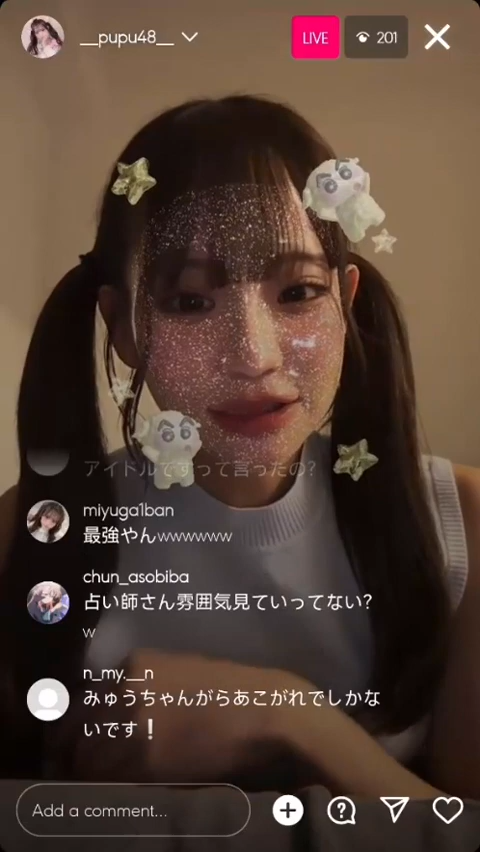 __pupu48__
LIVE
201
アイドルですって言ったの?
miyuga1ban
最強やんwwwwww
chun_asobiba
占い師さん雰囲気見ていってない?
w
n_my.__n
みゅうちゃんがらあこがれでしかな
いです❗
Add a comment...